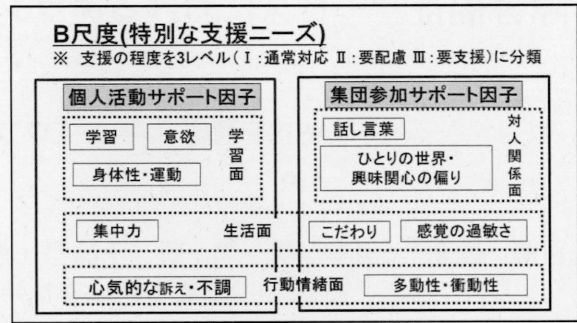 B尺度(特別な支援ニーズ)
※ 支援の程度を3レベル(Ⅰ:通常対応 Ⅱ:要配慮 Ⅲ:要支援)に分類
個人活動サポート因子
集団参加サポート因子
学習
意欲
学習面
身体性・運動
話し言葉
対人関係面
ひとりの世界・
興味関心の偏り
集中力
生活面
こだわり
感覚の過敏さ
心気的な訴え・不調
行動情緒面
多動性・衝動性